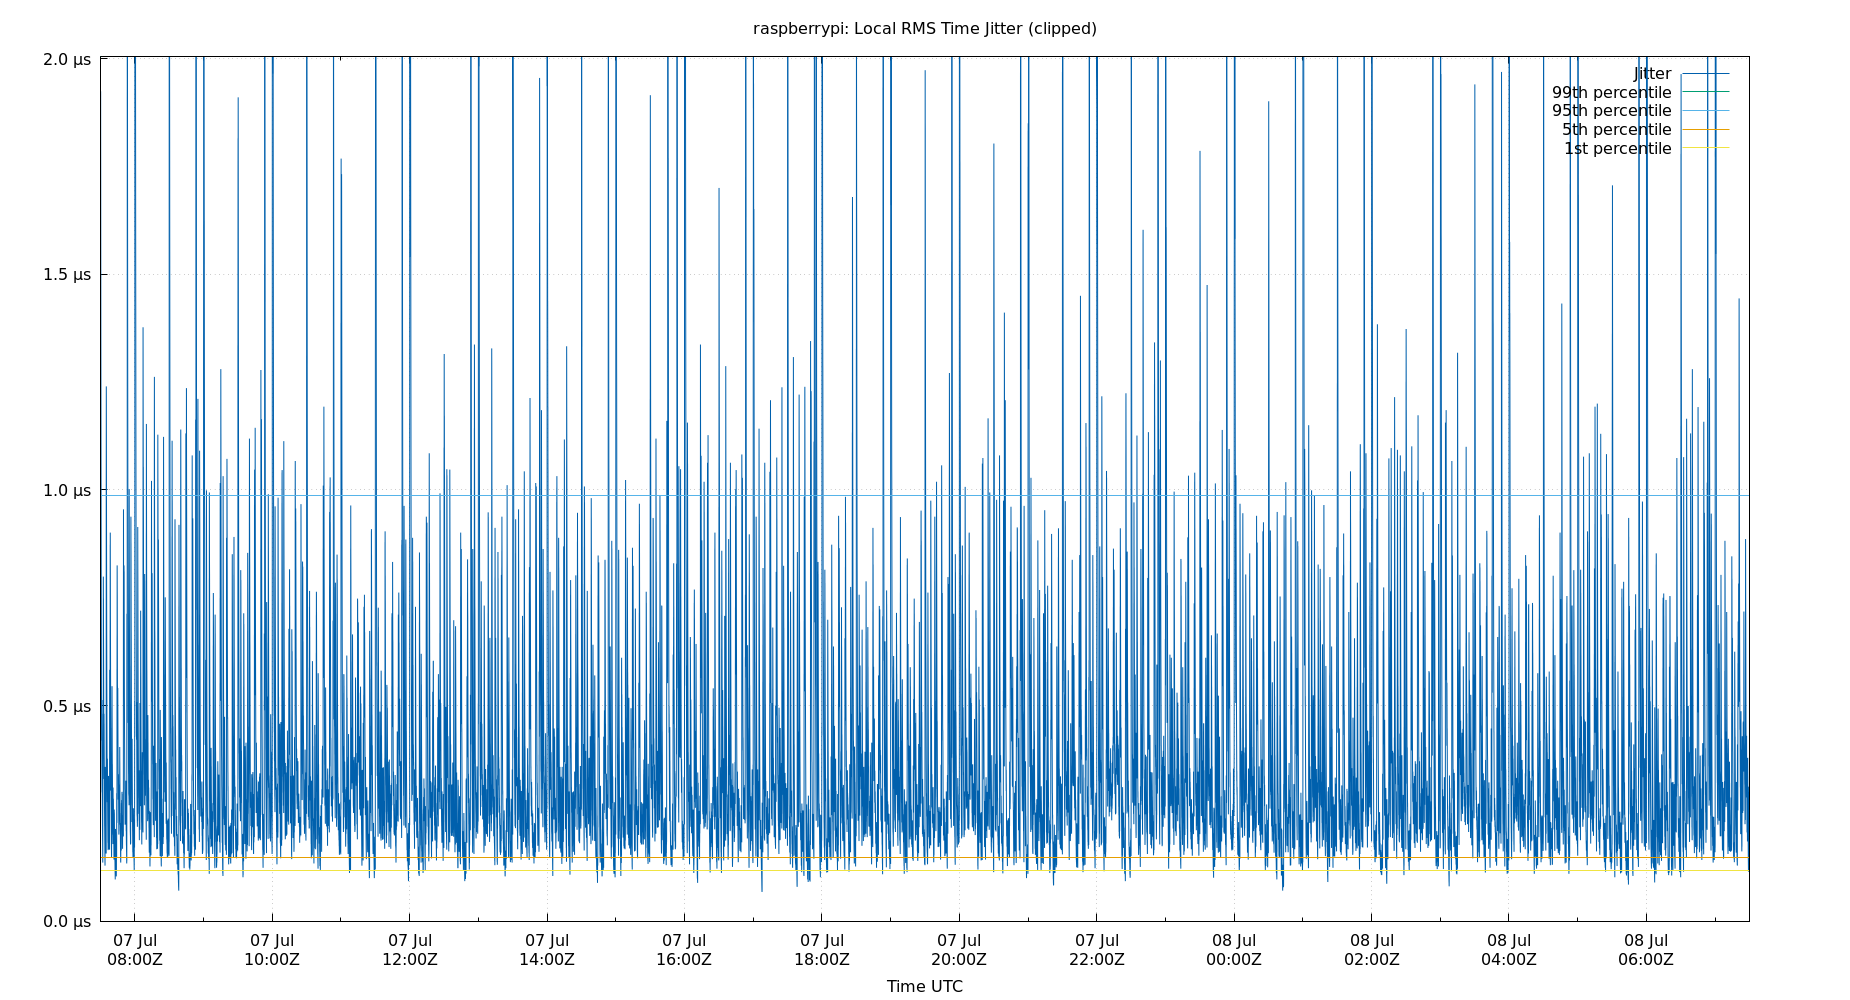 raspberrypi: Local RMS Time Jitter (clipped)
2.0 μs
1.5 μs
1.0 μs
0.5 μs
0.0 μs
Jitter
99th percentile
95th percentile
5th percentile
1st percentile
07 Jul 07 Jul 07 Jul 07 Jul 07 Jul 07 Jul 07 Jul 07 Jul 08 Jul 08 Jul 08 Jul 08 Jul
08:00Z 10:00Z 12:00Z 14:00Z 16:00Z 18:00Z 20:00Z 22:00Z 00:00Z 02:00Z 04:00Z 06:00Z
Time UTC